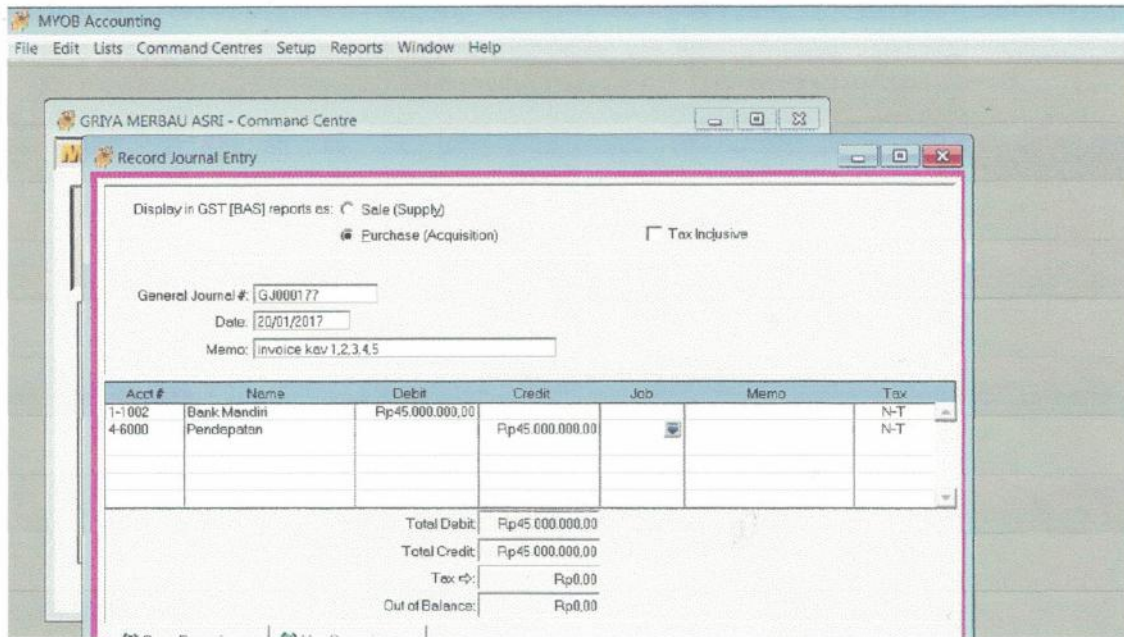 MYOB Accounting
File Edit Lists Command Centres Setup Reports Window Help
GRIYA MERBAU ASRI - Command Centre
Record Journal Entry
Display in GST [BAS] reports as: Sale (Supply)
Purchase (Acquisition) Tax Inclusive
General Journal #: GJ000177
Date: 20/01/2017
Memo: invoice kav 1,2,3,4,5
Acct # Name Debit Credit Job Memo Tax
1-1002 Bank Mandiri Rp45.000.000,00 N-T
4-6000 Pendapatan Rp45.000.000,00 N-T
Total Debit: Rp45.000.000,00
Total Credit: Rp45.000.000,00
Tax ⇨: Rp0,00
Out of Balance: Rp0,00